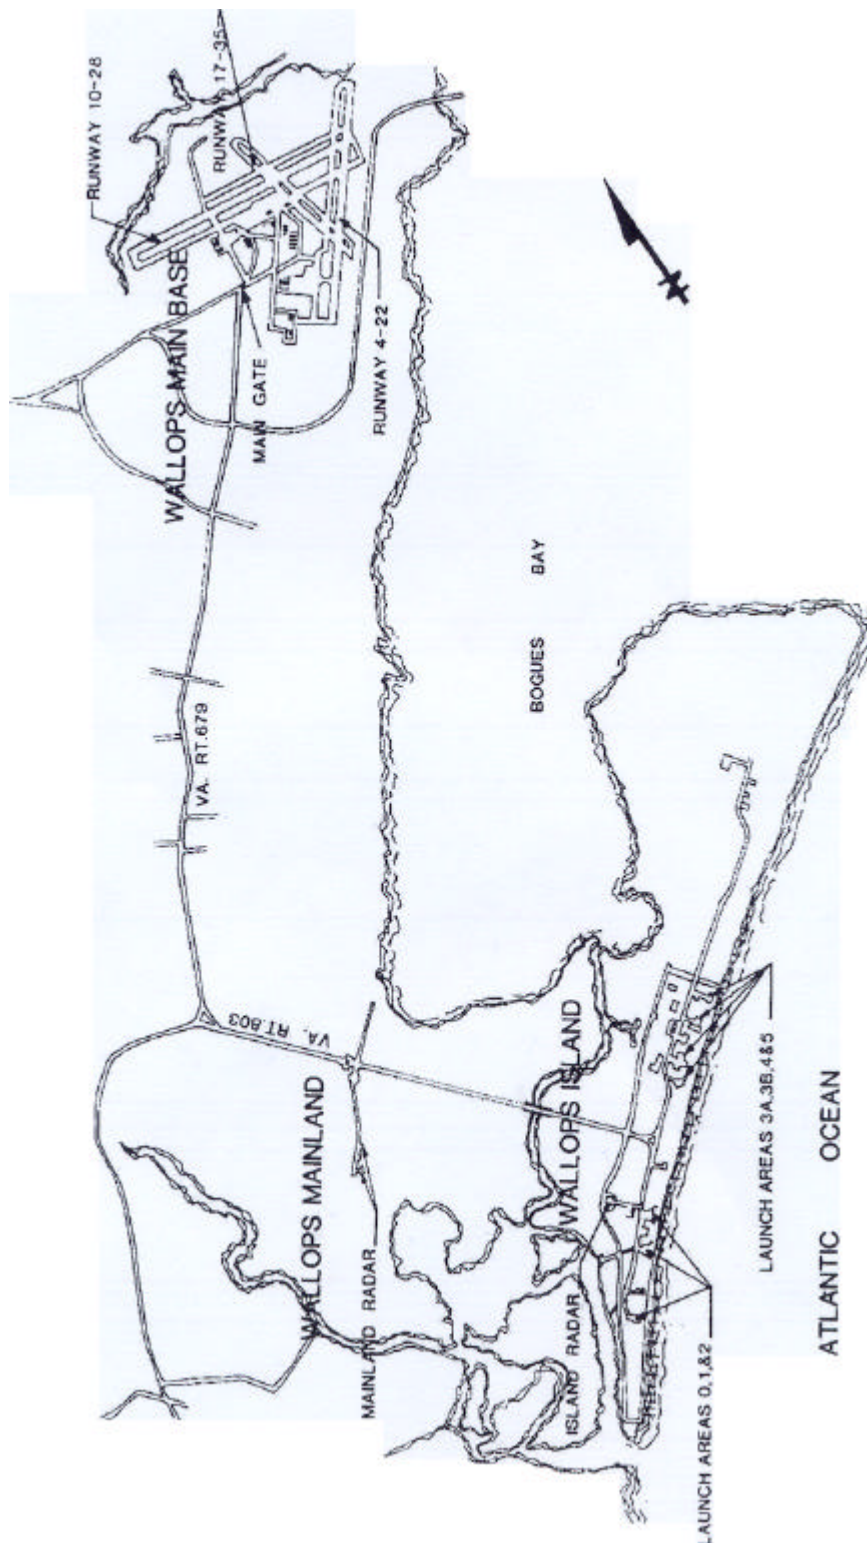 RUNWAY 10-28
RUNWAY 17-35
WALLOPS MAIN BASE
MAIN GATE
RUNWAY 4-22
VA. RT.679
BOGUES BAY
VA. RT.803
WALLOPS MAINLAND
MAINLAND RADAR
WALLOPS ISLAND
ISLAND RADAR
LAUNCH AREAS 3A,3B,4&5
LAUNCH AREAS 0,1,&2
ATLANTIC OCEAN